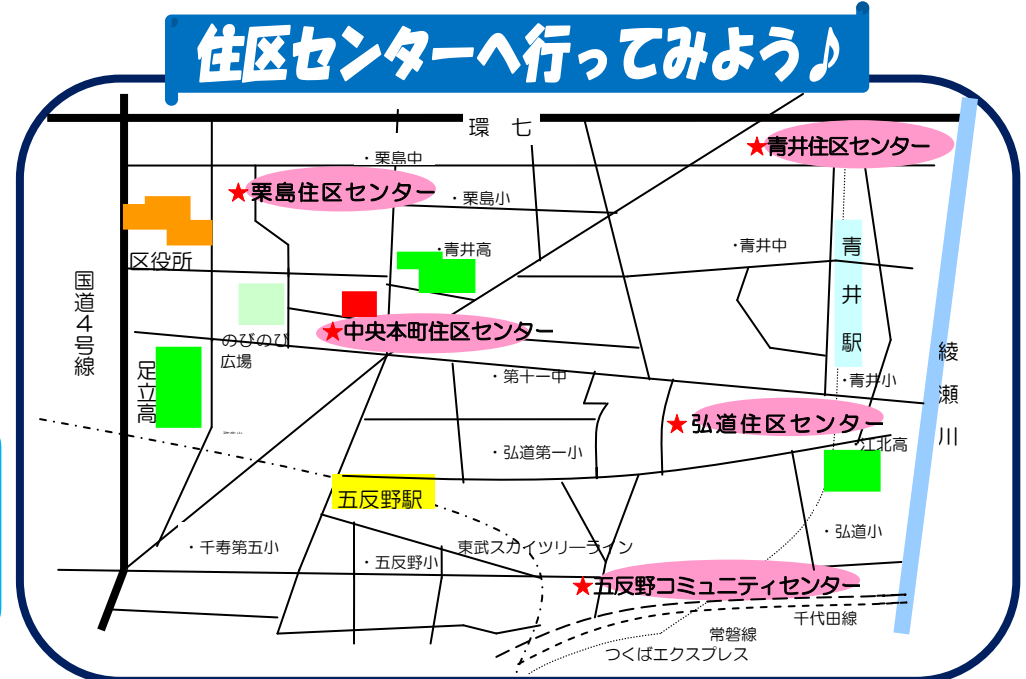 住区センターへ行ってみよう♪
環 七
★青井住区センター
・栗島中
★栗島住区センター
・栗島小
・青井高
・青井中
青井駅
区役所
国道4号線
のびのび
広場
★中央本町住区センター
足立高
・第十一中
・青井小
綾瀬川
★弘道住区センター
・江北高
・弘道第一小
五反野駅
・弘道小
・千寿第五小
東武スカイツリーライン
・五反野小
★五反野コミュニティセンター
千代田線
常磐線
つくばエクスプレス